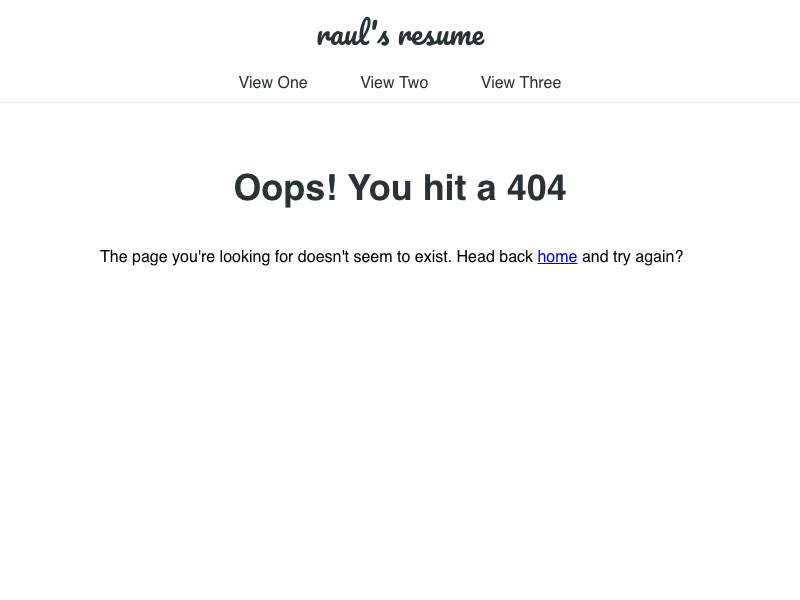 raul's resume
View One View Two View Three
Oops! You hit a 404
The page you're looking for doesn't seem to exist. Head back home and try again?